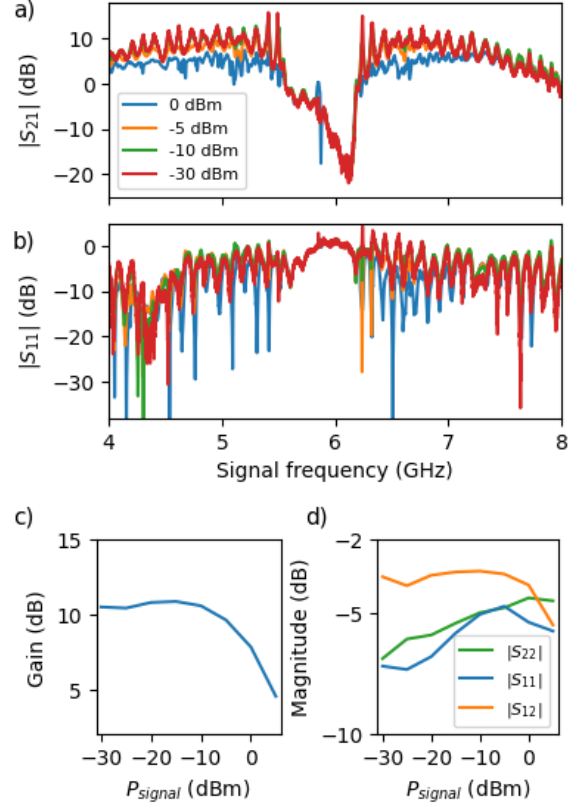 a)
|S21| (dB)
10
0
−10
−20
0 dBm
-5 dBm
-10 dBm
-30 dBm
b)
|S11| (dB)
0
−10
−20
−30
4 5 6 7 8
Signal frequency (GHz)
c)
Gain (dB)
15
10
5
−30 −20 −10 0
Psignal (dBm)
d)
Magnitude (dB)
−2
−5
−10
|S22|
|S11|
|S12|
−30 −20 −10 0
Psignal (dBm)